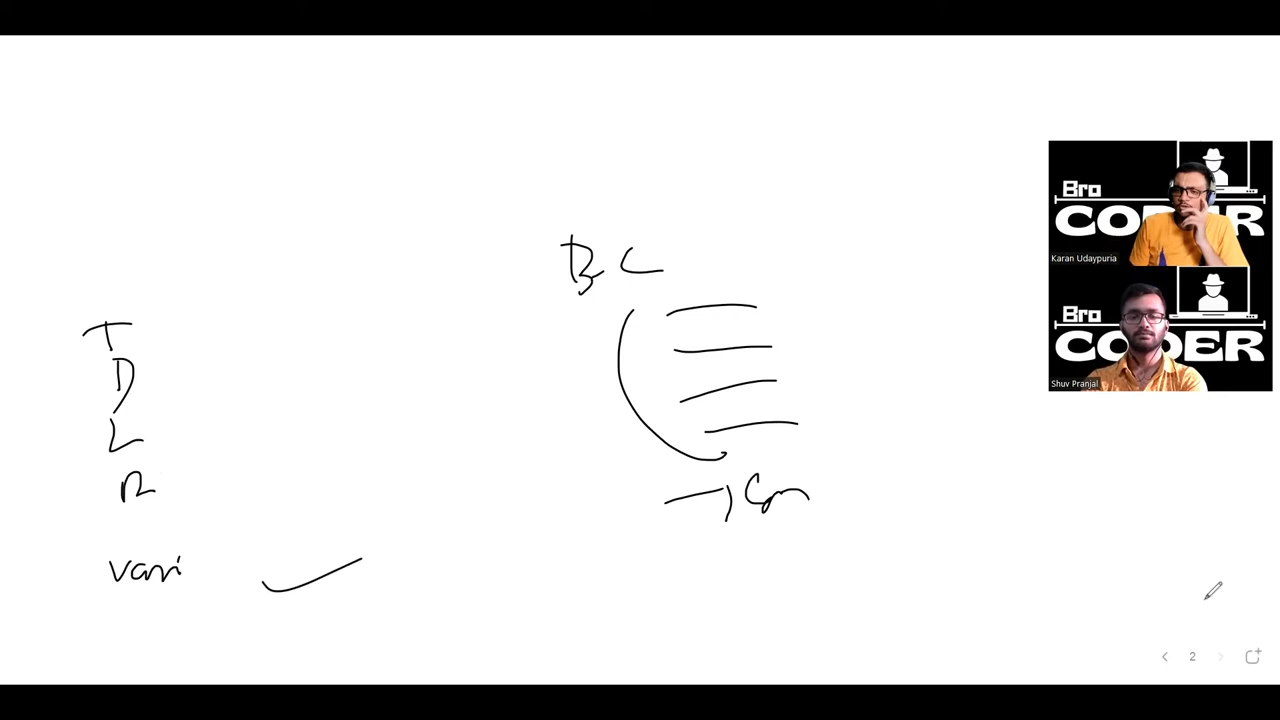 T
D
L
R
vari
BC
Bro
CODER
Karan Udaypuria
Bro
CODER
Shuv Pranjal
2